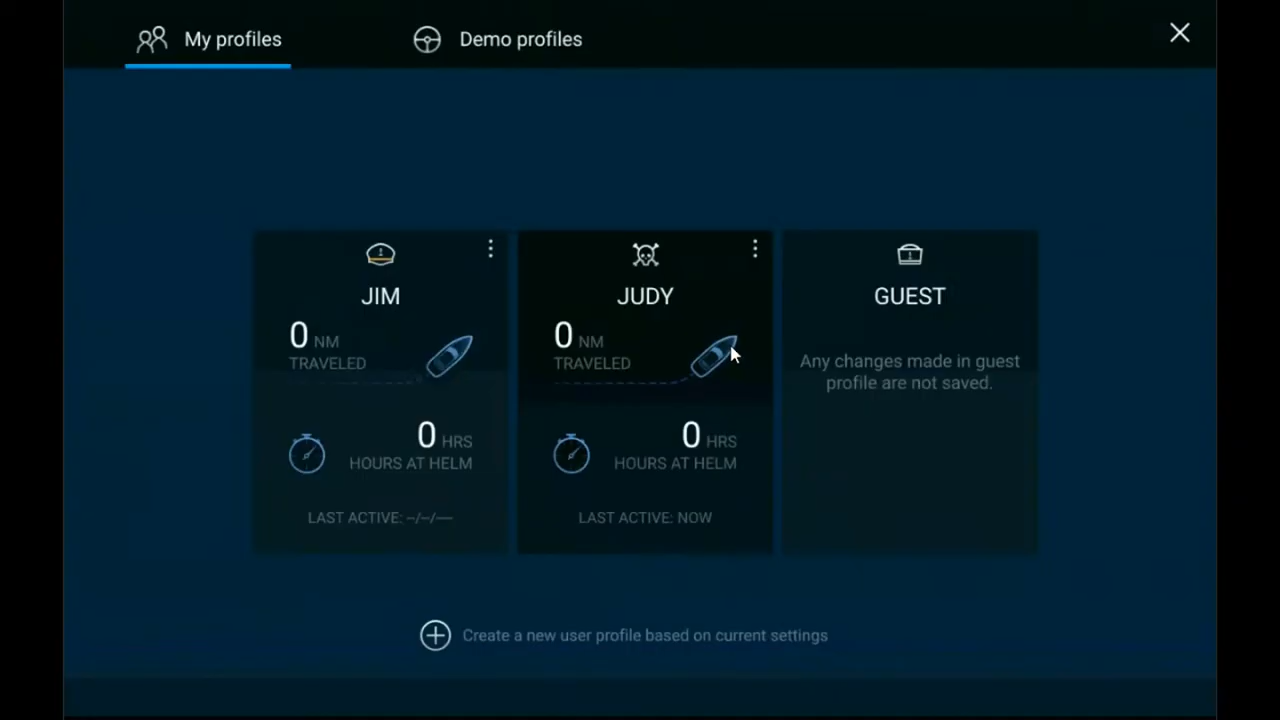 My profiles
Demo profiles
JIM
0 NM
TRAVELED
0 HRS
HOURS AT HELM
LAST ACTIVE: --/--/----
JUDY
0 NM
TRAVELED
0 HRS
HOURS AT HELM
LAST ACTIVE: NOW
GUEST
Any changes made in guest
profile are not saved.
Create a new user profile based on current settings